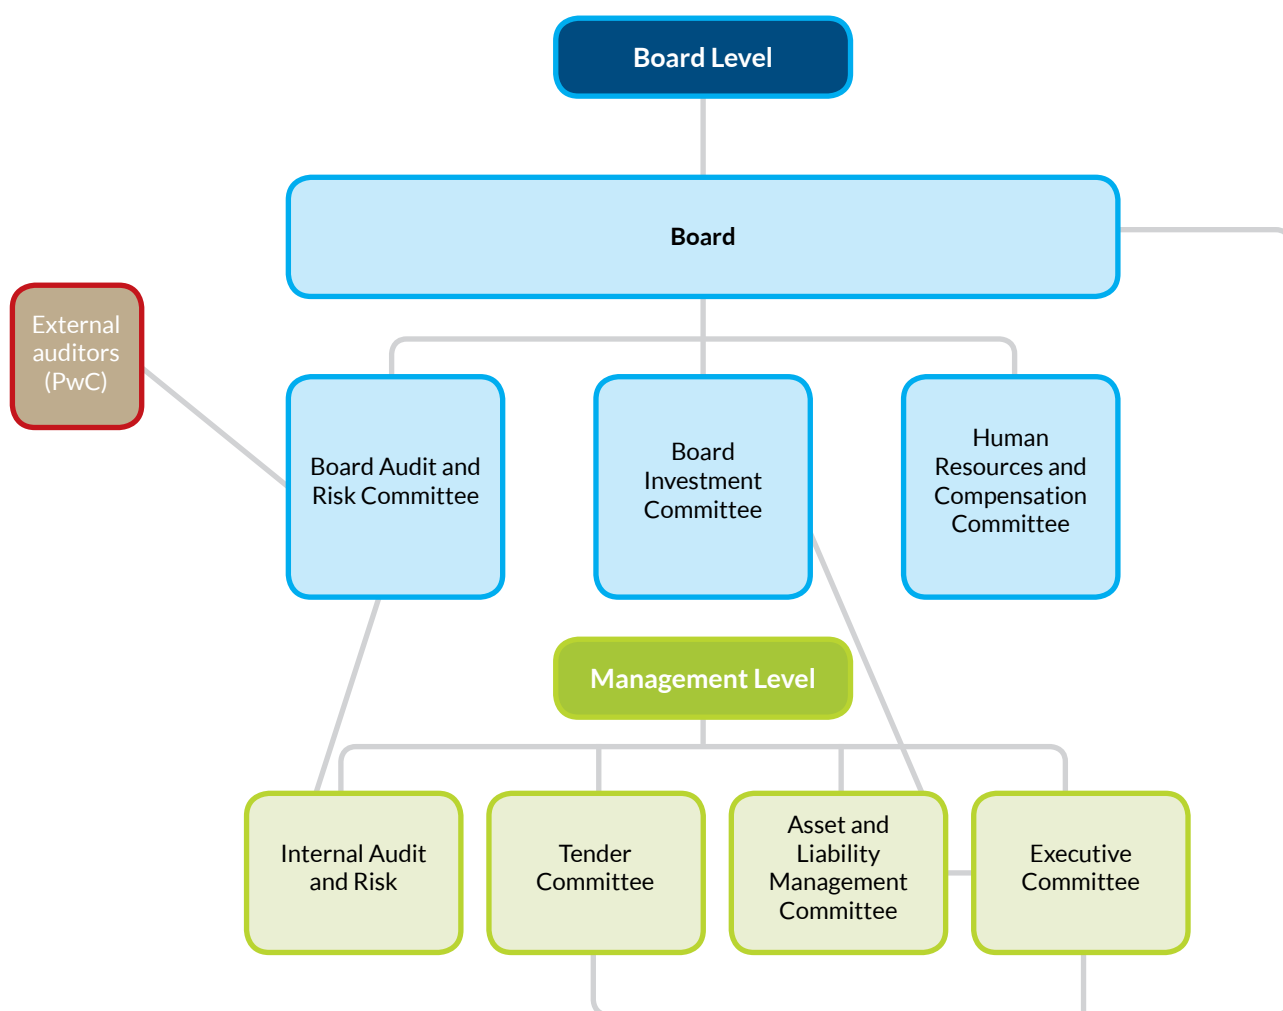 Board Level
Board
External
auditors
(PwC)
Board Audit and
Risk Committee
Board
Investment
Committee
Human
Resources and
Compensation
Committee
Management Level
Internal Audit
and Risk
Tender
Committee
Asset and
Liability
Management
Committee
Executive
Committee